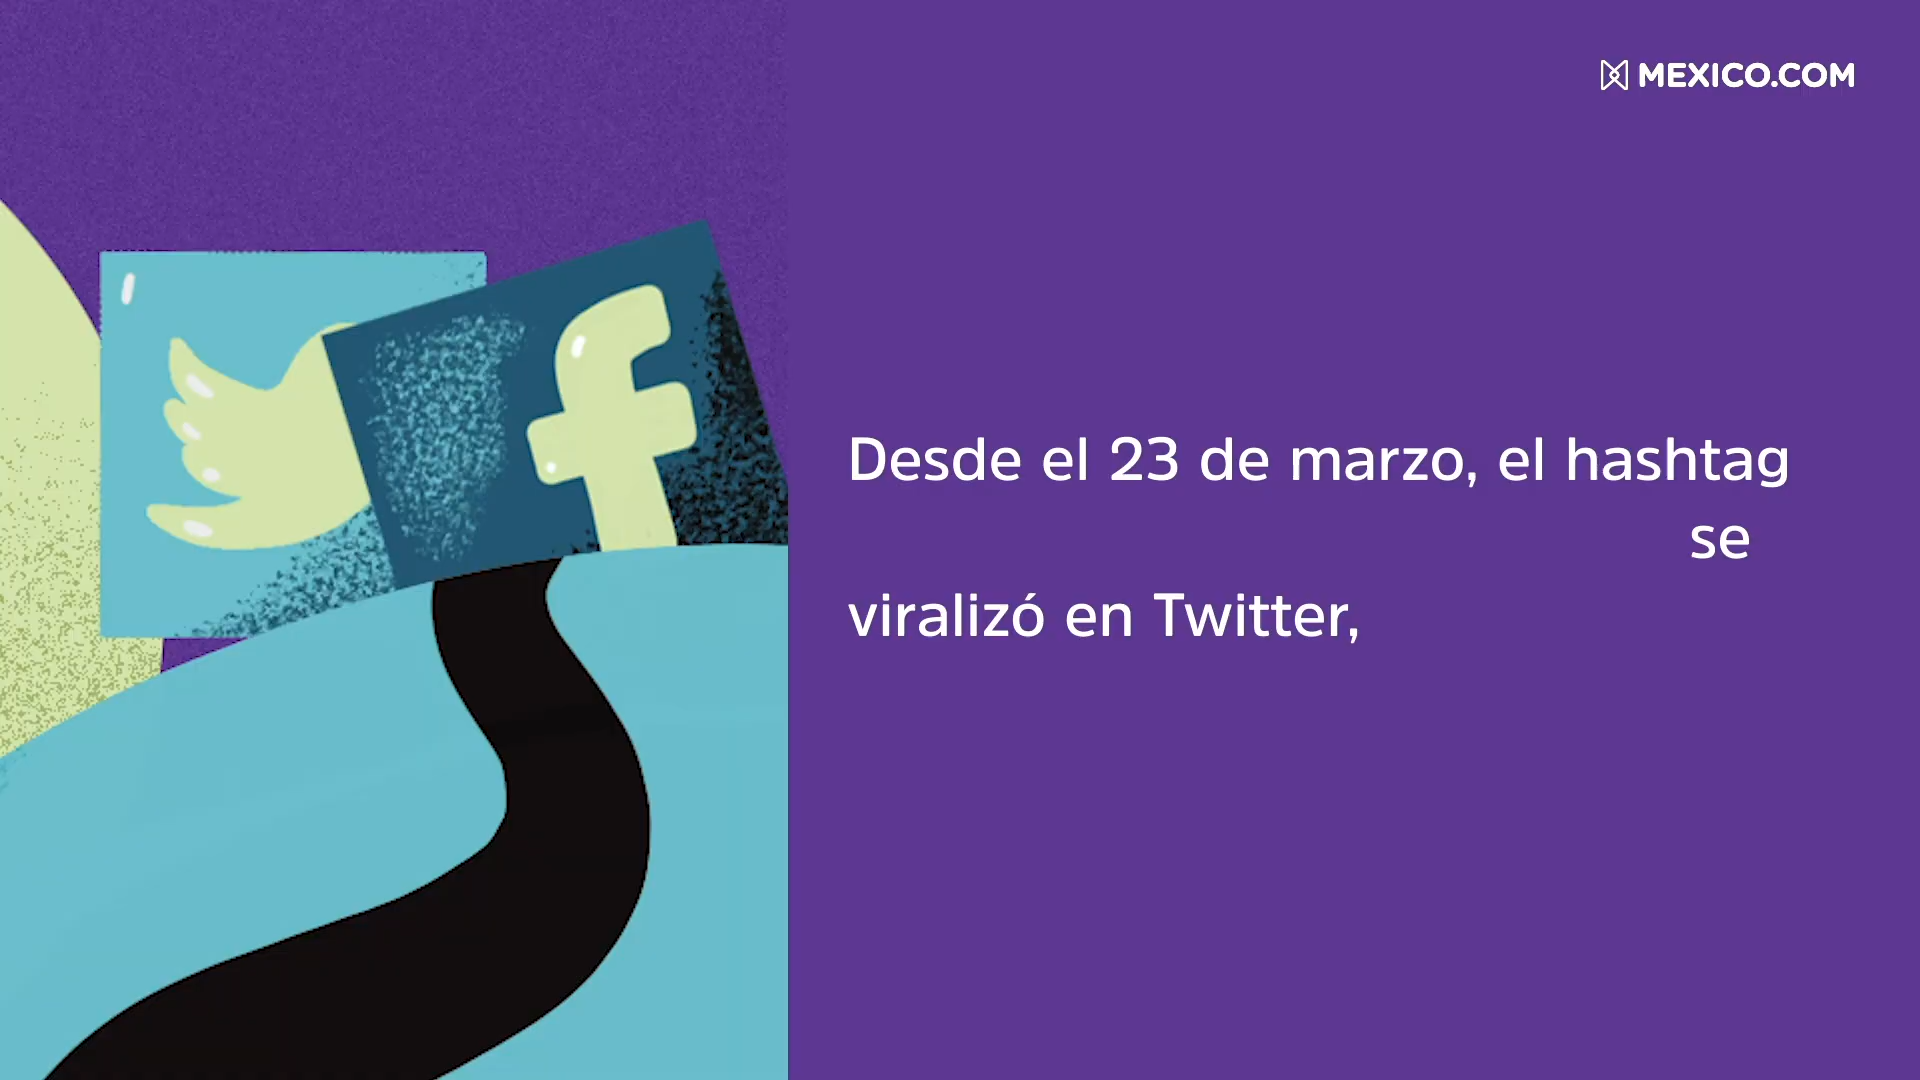 MEXICO.COM
Desde el 23 de marzo, el hashtag
se
viralizó en Twitter,